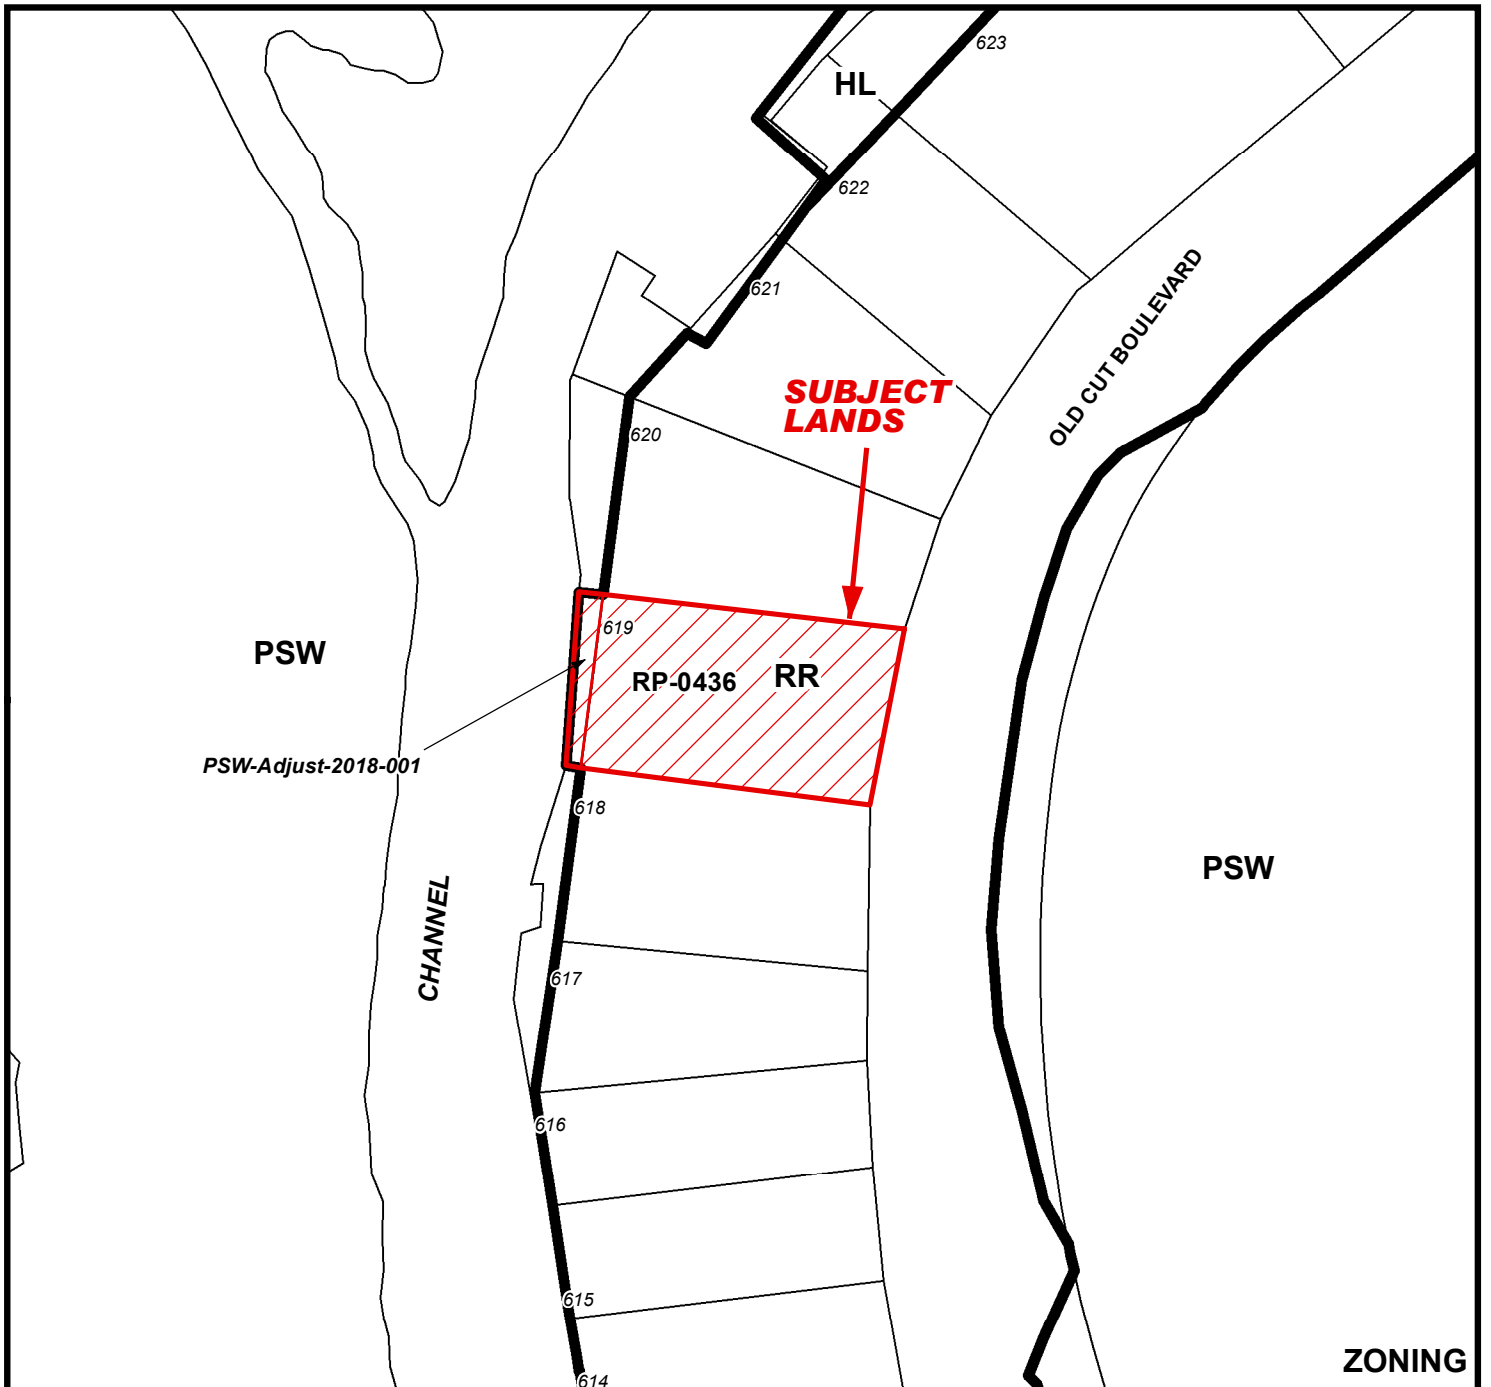 623
HL
622
621
OLD CUT BOULEVARD
SUBJECT
LANDS
620
619
PSW
RP-0436
RR
PSW-Adjust-2018-001
618
PSW
CHANNEL
617
616
615
ZONING
614